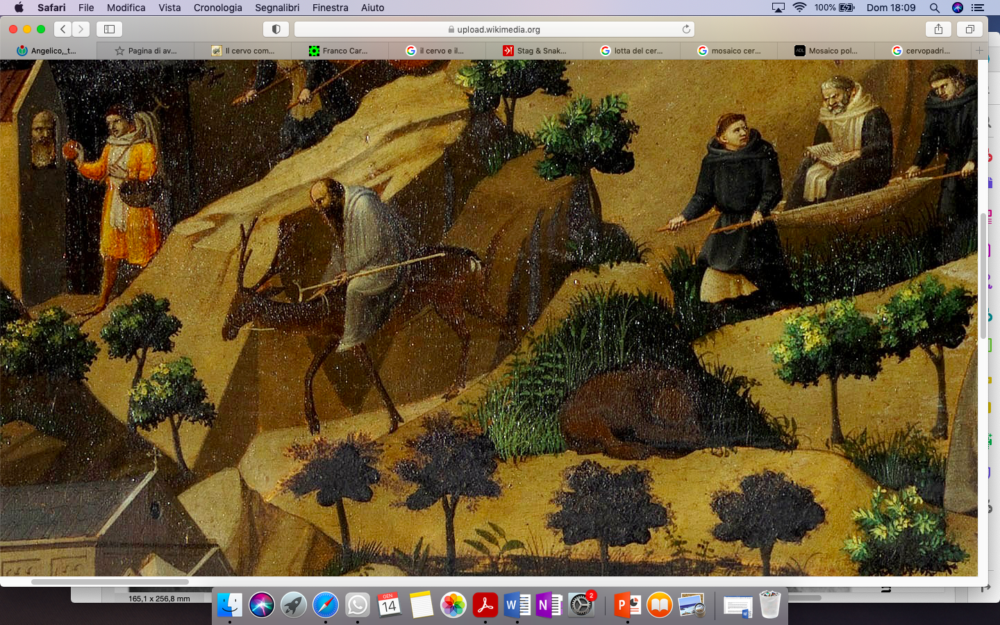 Safari File Modifica Vista Cronologia Segnalibri Finestra Aiuto 100% Dom 18:09
upload.wikimedia.org
Angelico,_t... Pagina di av... Il cervo com... Franco Car... il cervo e il... Stag & Snak... lotta del cer... mosaico cer... Mosaico pol... cervopadri...
165,1 x 256,8 mm
GEN
14
2